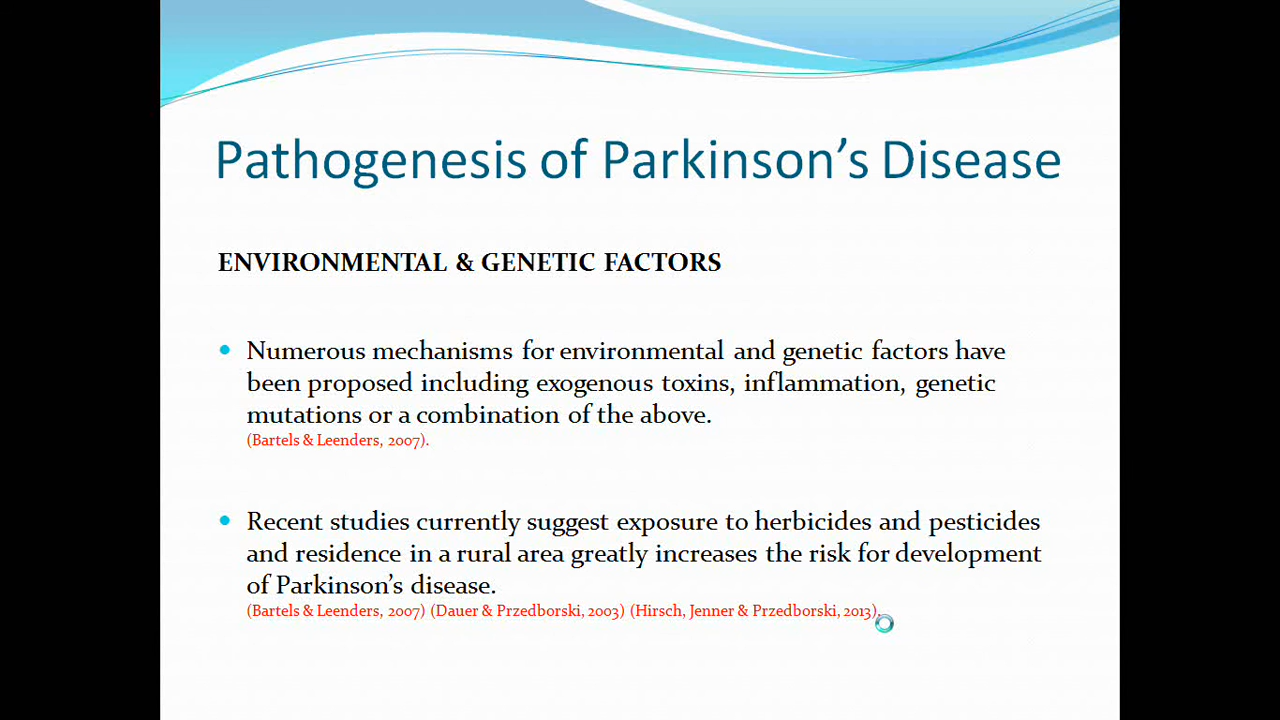 Pathogenesis of Parkinson’s Disease
ENVIRONMENTAL & GENETIC FACTORS
• Numerous mechanisms for environmental and genetic factors have
been proposed including exogenous toxins, inflammation, genetic
mutations or a combination of the above.
(Bartels & Leenders, 2007).
• Recent studies currently suggest exposure to herbicides and pesticides
and residence in a rural area greatly increases the risk for development
of Parkinson’s disease.
(Bartels & Leenders, 2007) (Dauer & Przedborski, 2003) (Hirsch, Jenner & Przedborski, 2013).